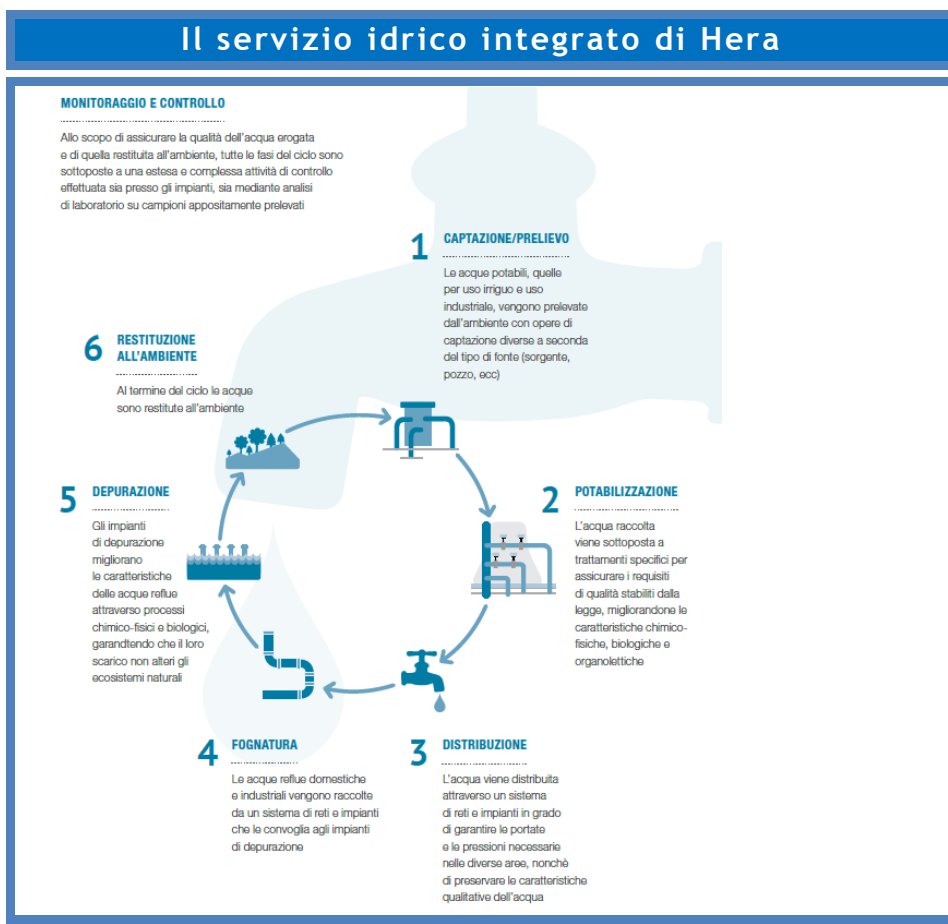 Il servizio idrico integrato di Hera
MONITORAGGIO E CONTROLLO
Allo scopo di assicurare la qualità dell'acqua erogata
e di quella restituita all'ambiente, tutte le fasi del ciclo sono
sottoposte a una estesa e complessa attività di controllo
effettuata sia presso gli impianti, sia mediante analisi
di laboratorio su campioni appositamente prelevati
1 CAPTAZIONE/PRELIEVO
Le acque potabili, quelle
per uso irriguo e uso
industriale, vengono prelevate
dall'ambiente con opere di
captazione diverse a seconda
del tipo di fonte (sorgente,
pozzo, ecc)
6 RESTITUZIONE
ALL'AMBIENTE
Al termine del ciclo le acque
sono restitute all'ambiente
5 DEPURAZIONE
Gli impianti
di depurazione
migliorano
le caratteristiche
delle acque reflue
attraverso processi
chimico-fisici e biologici,
garandtendo che il loro
scarico non alteri gli
ecosistemi naturali
2 POTABILIZZAZIONE
L'acqua raccolta
viene sottoposta a
trattamenti specifici per
assicurare i requisiti
di qualità stabiliti dalla
legge, migliorandone le
caratteristiche chimico-
fisiche, biologiche e
organolettiche
4 FOGNATURA
Le acque reflue domestiche
e industriali vengono raccolte
da un sistema di reti e impianti
che le convoglia agli impianti
di depurazione
3 DISTRIBUZIONE
L'acqua viene distribuita
attraverso un sistema
di reti e impianti in grado
di garantire le portate
e le pressioni necessarie
nelle diverse aree, nonchè
di preservare le caratteristiche
qualitative dell'acqua